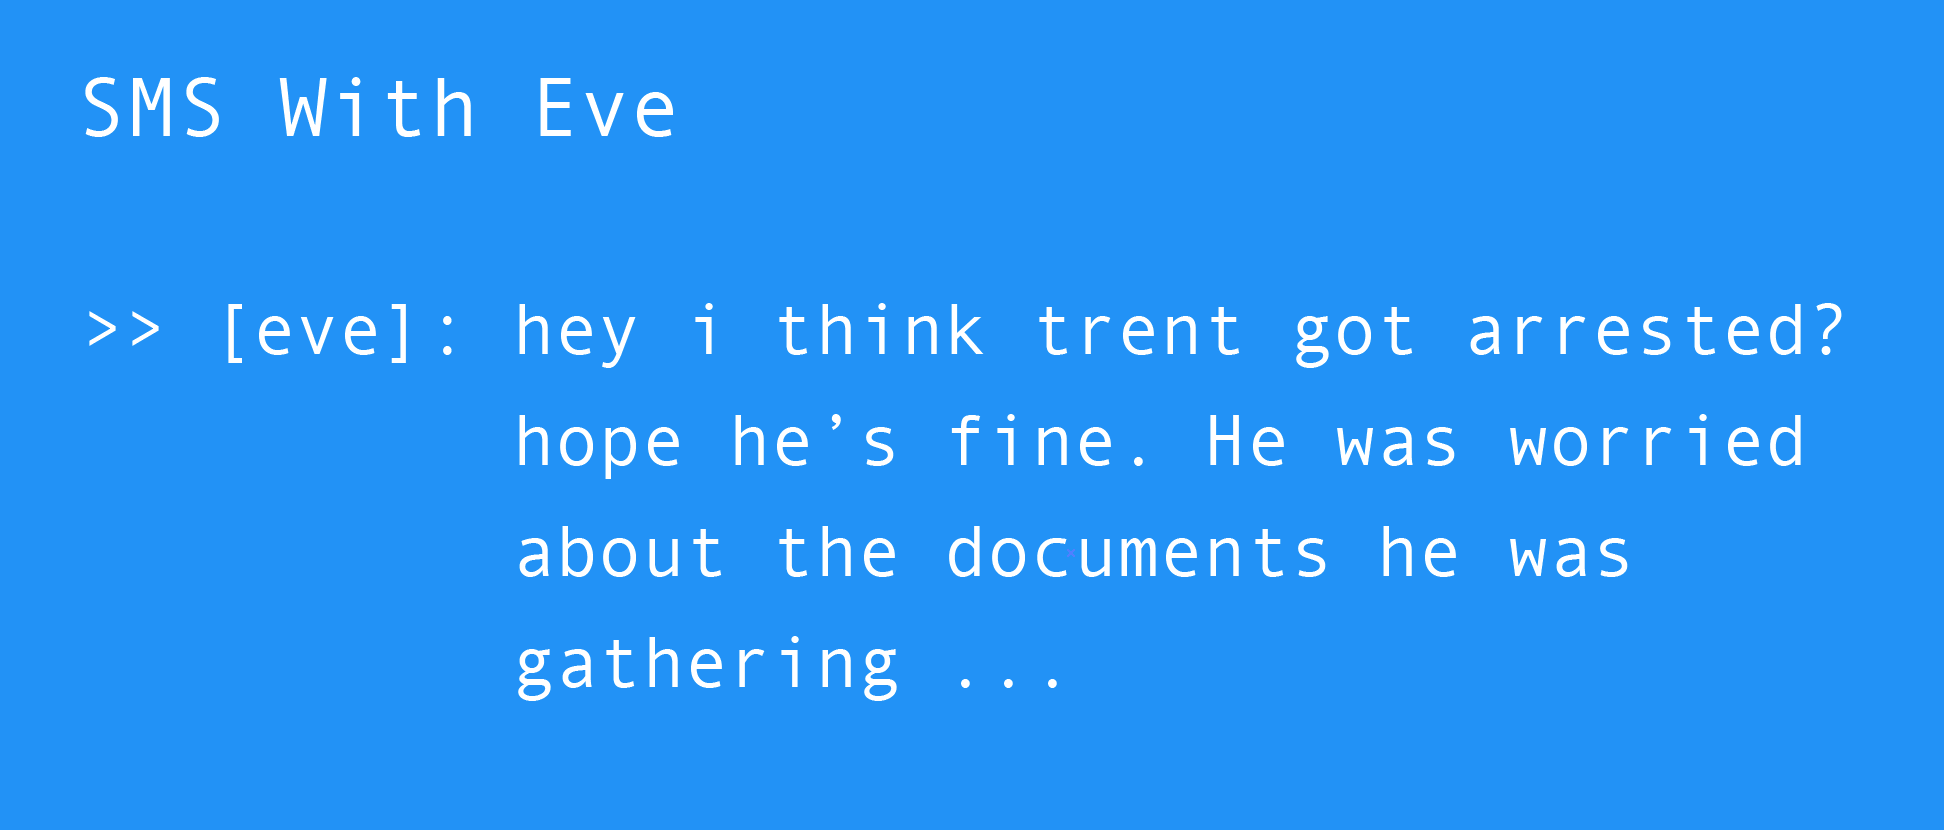 SMS With Eve
>> [eve]: hey i think trent got arrested?
hope he’s fine. He was worried
about the documents he was
gathering ...